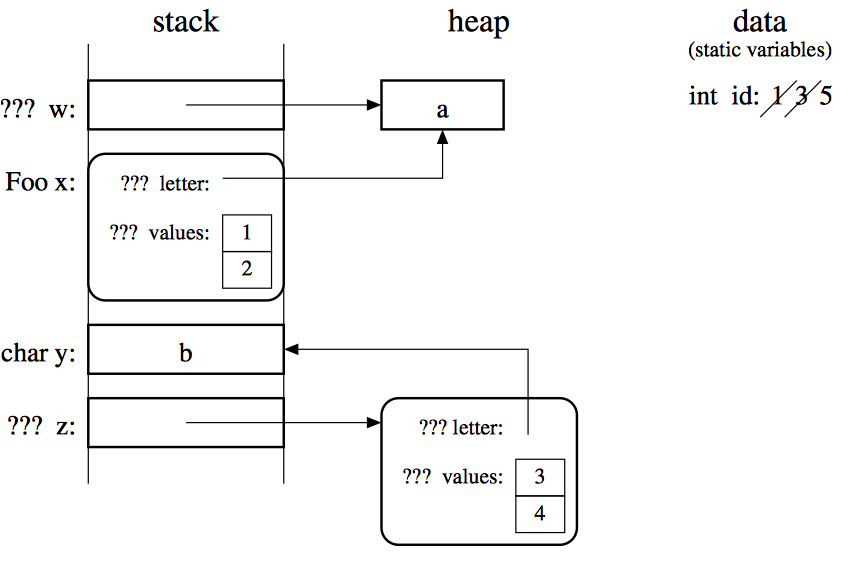 stack heap data
(static variables)
??? w: a int id: 1 3 5
Foo x: ??? letter:
??? values: 1
2
char y: b
??? z: ??? letter:
??? values: 3
4